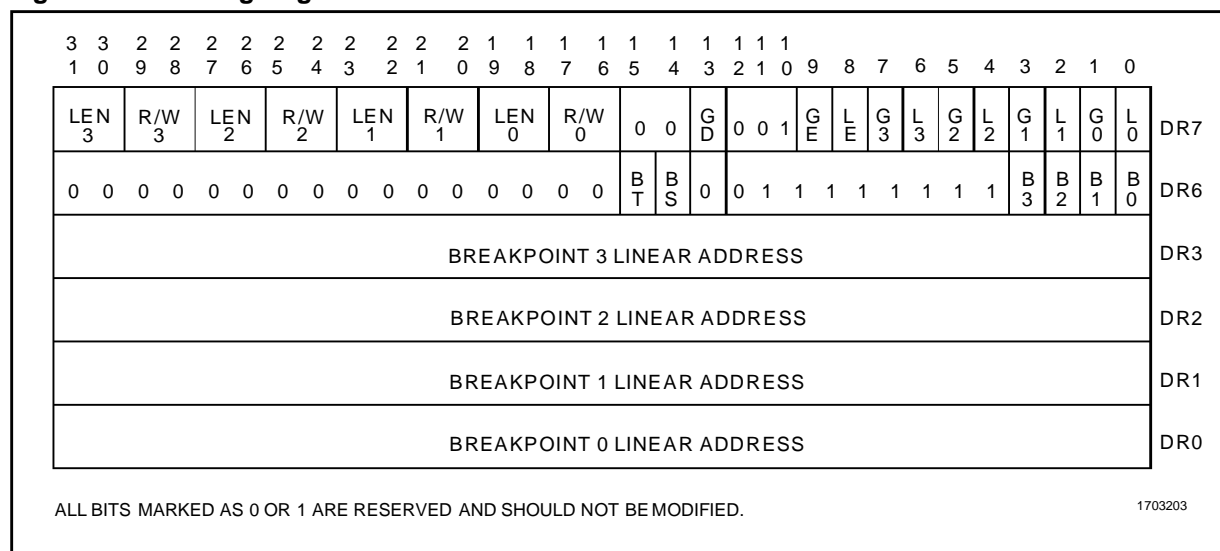 3 3 2 2 2 2 2 2 2 2 2 2 1 1 1 1 1 1 1 1 1 1
1 0 9 8 7 6 5 4 3 2 1 0 9 8 7 6 5 4 3 2 1 0 9 8 7 6 5 4 3 2 1 0
LEN 3 R/W 3 LEN 2 R/W 2 LEN 1 R/W 1 LEN 0 R/W 0 0 0 GD 0 0 1 GE LE G3 L3 G2 L2 G1 L1 G0 L0 DR7
0 0 0 0 0 0 0 0 0 0 0 0 0 0 0 0 BT BS 0 0 1 1 1 1 1 1 1 1 B3 B2 B1 B0 DR6
BREAKPOINT 3 LINEAR ADDRESS DR3
BREAKPOINT 2 LINEAR ADDRESS DR2
BREAKPOINT 1 LINEAR ADDRESS DR1
BREAKPOINT 0 LINEAR ADDRESS DR0
ALL BITS MARKED AS 0 OR 1 ARE RESERVED AND SHOULD NOT BE MODIFIED. 1703203